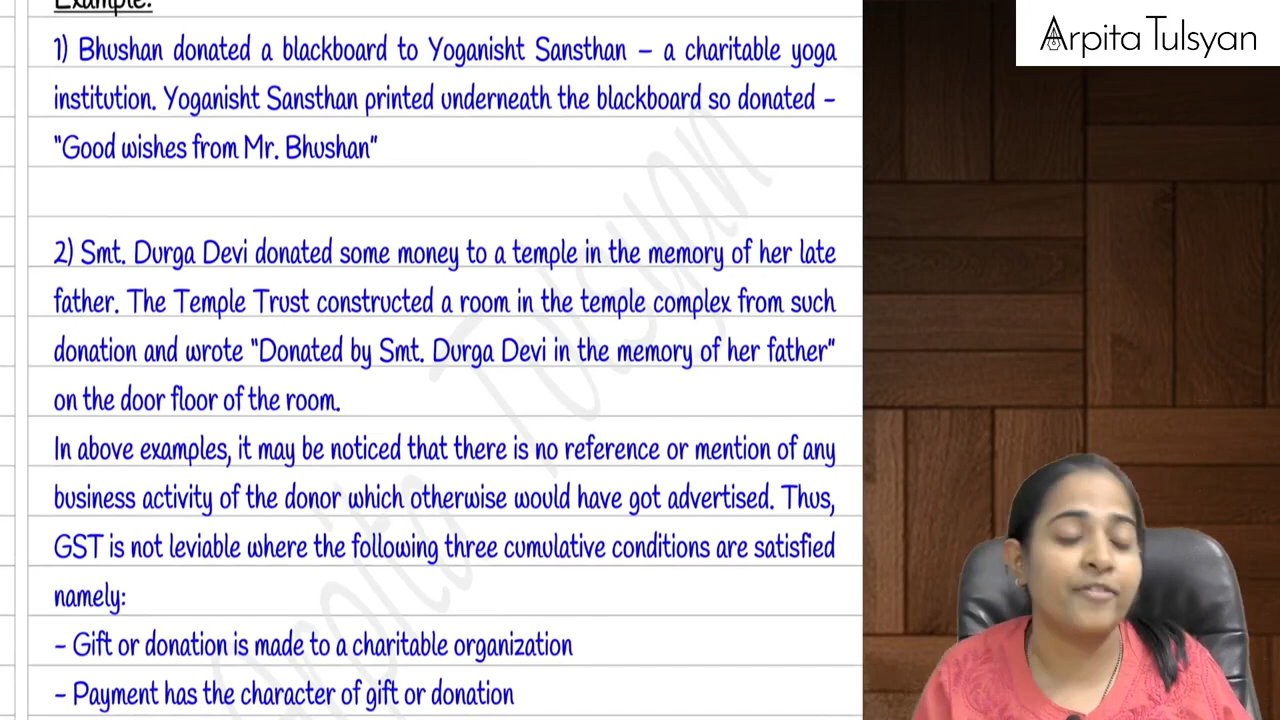 Example:
Arpita Tulsyan
1) Bhushan donated a blackboard to Yoganisht Sansthan – a charitable yoga
institution. Yoganisht Sansthan printed underneath the blackboard so donated –
"Good wishes from Mr. Bhushan"
2) Smt. Durga Devi donated some money to a temple in the memory of her late
father. The Temple Trust constructed a room in the temple complex from such
donation and wrote "Donated by Smt. Durga Devi in the memory of her father"
on the door floor of the room.
In above examples, it may be noticed that there is no reference or mention of any
business activity of the donor which otherwise would have got advertised. Thus,
GST is not leviable where the following three cumulative conditions are satisfied
namely:
– Gift or donation is made to a charitable organization
– Payment has the character of gift or donation
Arpita Tulsyan